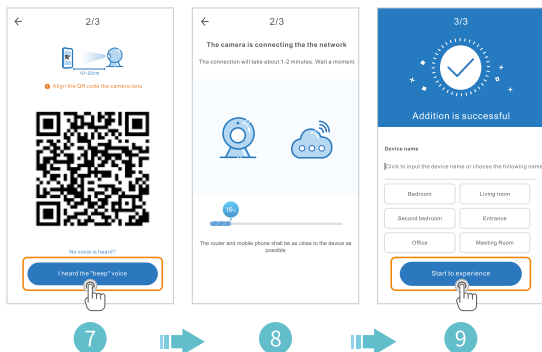 2/3
10~20cm
Align the QR code the camera lens
No voice is heard?
I heard the "beep" voice
7
2/3
The camera is connecting the the network
The connection will take about 1-2 minutes. Wait a moment
16%
The router and mobile phone shall be as close to the device as
possible
8
3/3
Addition is successful
Device name
Click to input the device name or choose the following name
Bedroom
Living room
Second bedroom
Entrance
Office
Meeting Room
Start to experience
9